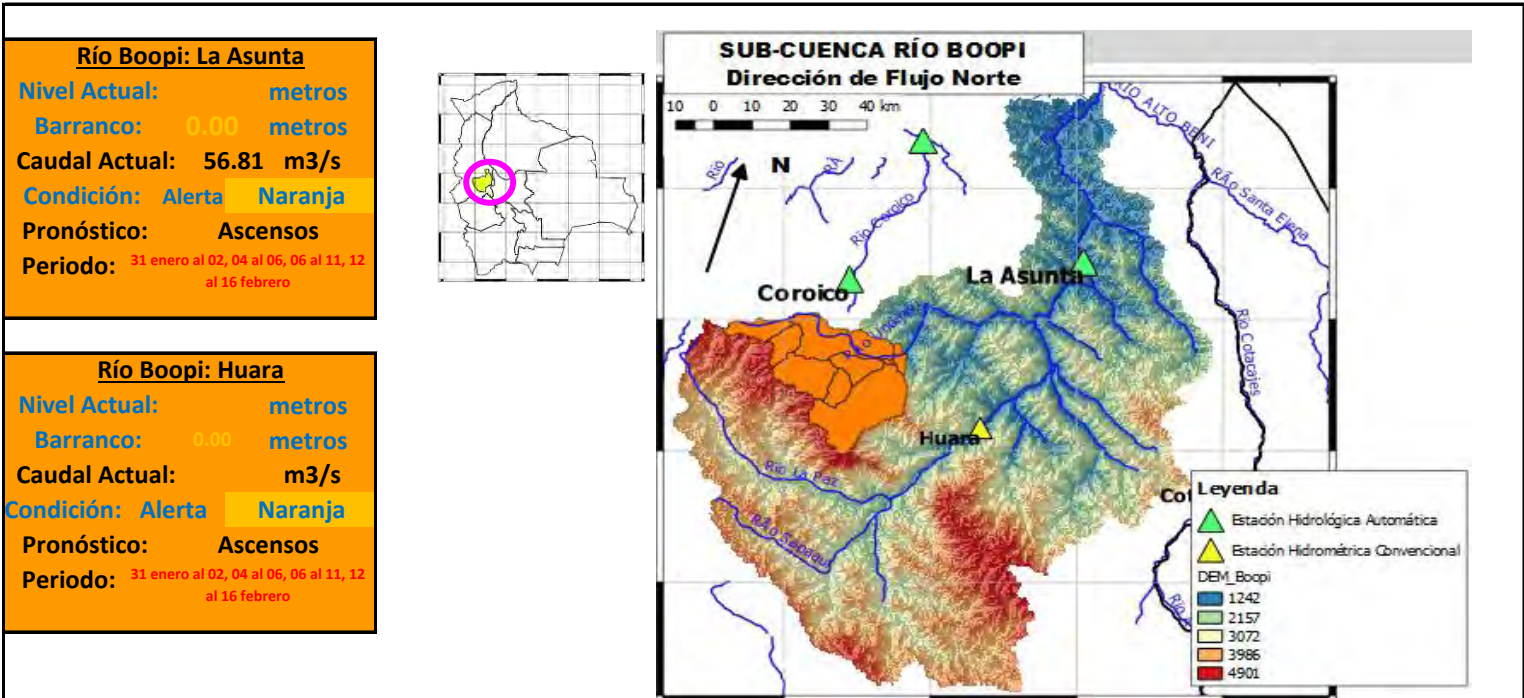 Río Boopi: La Asunta
Nivel Actual: metros
Barranco: 0.00 metros
Caudal Actual: 56.81 m3/s
Condición: Alerta Naranja
Pronóstico: Ascensos
Periodo: 31 enero al 02, 04 al 06, 06 al 11, 12
al 16 febrero
Río Boopi: Huara
Nivel Actual: metros
Barranco: 0.00 metros
Caudal Actual: m3/s
Condición: Alerta Naranja
Pronóstico: Ascensos
Periodo: 31 enero al 02, 04 al 06, 06 al 11, 12
al 16 febrero
SUB-CUENCA RÍO BOOPI
Dirección de Flujo Norte
10 0 10 20 30 40 km
N
Río
RÃ
Río Coroico
RIO ALTO BENI
RÃo Santa Elena
Coroico
La Asunta
Río Cotacajes
Huara
Rio La Paz
RÃo Sapaqui
Cot
Leyenda
Estación Hidrológica Automática
Estación Hidrométrica Convencional
DEM_Boopi
1242
2157
3072
3986
4901